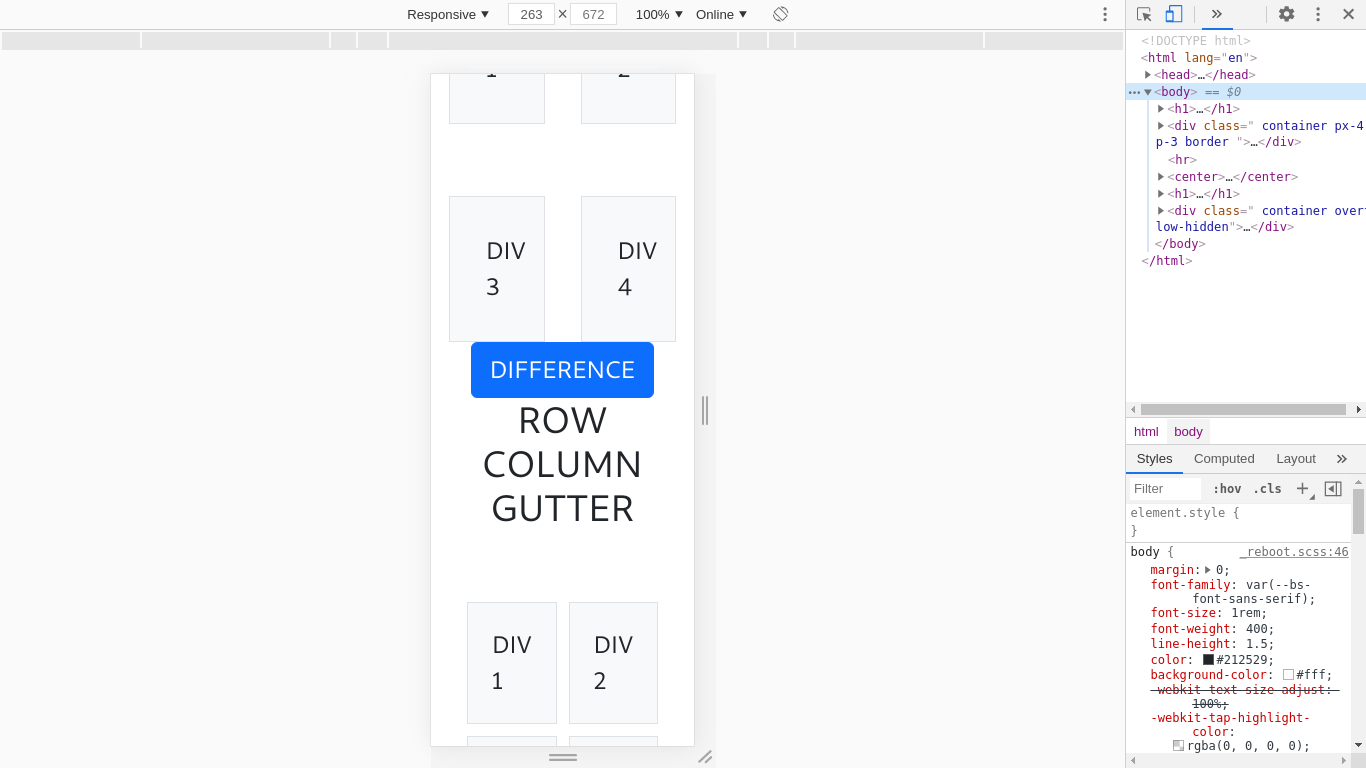 Responsive ▼ 263 × 672 100% ▼ Online ▼
<!DOCTYPE html>
<html lang="en">
<head>…</head>
<body> == $0
<h1>…</h1>
<div class=" container px-4
p-3 border ">…</div>
<hr>
<center>…</center>
<h1>…</h1>
<div class=" container over
low-hidden">…</div>
</body>
</html>
html body
Styles Computed Layout
Filter :hov .cls
element.style {
}
body { _reboot.scss:46
margin: 0;
font-family: var(--bs-
font-sans-serif);
font-size: 1rem;
font-weight: 400;
line-height: 1.5;
color: #212529;
background-color: #fff;
-webkit-text-size-adjust:
100%;
-webkit-tap-highlight-
color:
rgba(0, 0, 0, 0);
1 2
DIV DIV
3 4
DIFFERENCE
ROW
COLUMN
GUTTER
DIV DIV
1 2